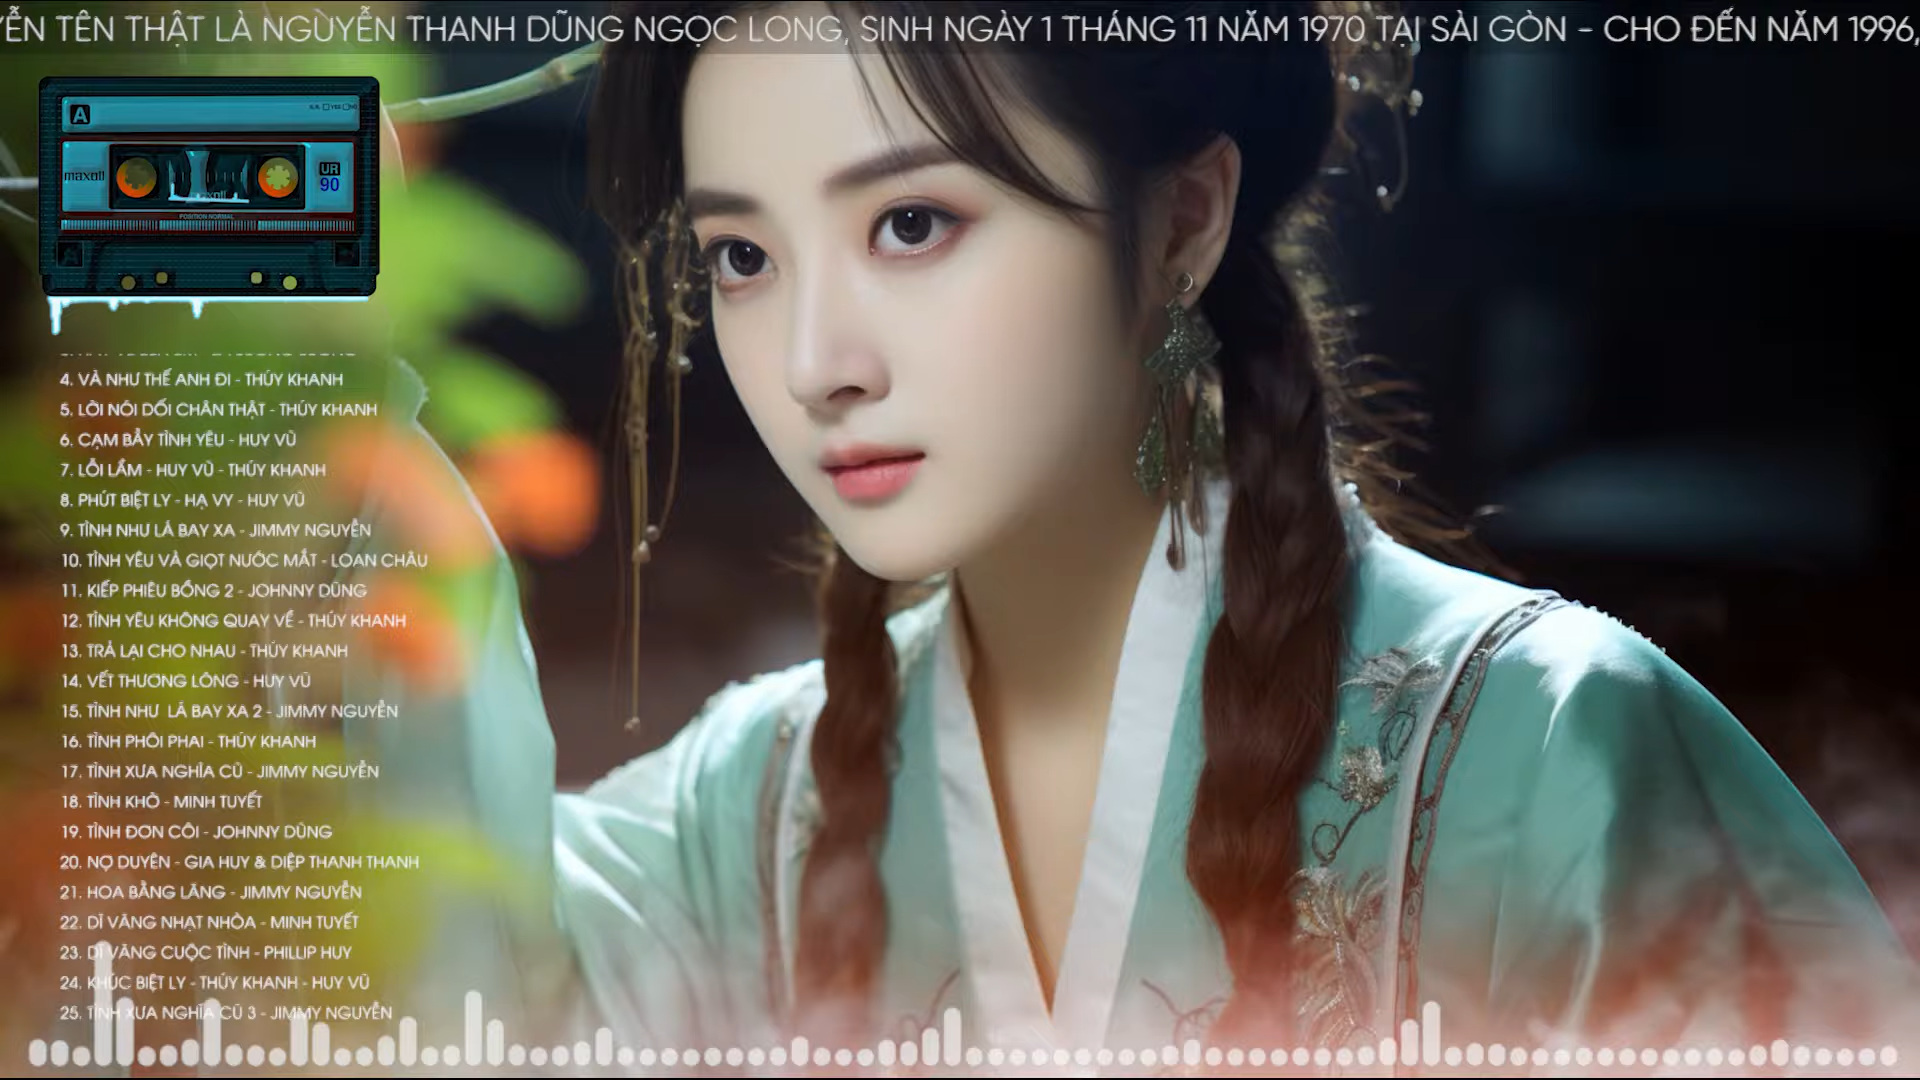 ỄN TÊN THẬT LÀ NGUYỄN THANH DŨNG NGỌC LONG, SINH NGÀY 1 THÁNG 11 NĂM 1970 TẠI SÀI GÒN - CHO ĐẾN NĂM 1996,
A
maxell
UR
90
POSITION NORMAL
4. VÀ NHƯ THẾ ANH ĐI - THÚY KHANH
5. LỜI NÓI DỐI CHÂN THẬT - THÚY KHANH
6. CẠM BẪY TÌNH YÊU - HUY VŨ
7. LỖI LẦM - HUY VŨ - THÚY KHANH
8. PHÚT BIỆT LY - HẠ VY - HUY VŨ
9. TÌNH NHƯ LÁ BAY XA - JIMMY NGUYỄN
10. TÌNH YÊU VÀ GIỌT NƯỚC MẮT - LOAN CHÂU
11. KIẾP PHIÊU BỒNG 2 - JOHNNY DŨNG
12. TÌNH YÊU KHÔNG QUAY VỀ - THÚY KHANH
13. TRẢ LẠI CHO NHAU - THÚY KHANH
14. VẾT THƯƠNG LÒNG - HUY VŨ
15. TÌNH NHƯ LÁ BAY XA 2 - JIMMY NGUYỄN
16. TÌNH PHÔI PHAI - THÚY KHANH
17. TÌNH XƯA NGHĨA CŨ - JIMMY NGUYỄN
18. TÌNH KHỜ - MINH TUYẾT
19. TÌNH ĐƠN CÔI - JOHNNY DŨNG
20. NỢ DUYÊN - GIA HUY & DIỆP THANH THANH
21. HOA BẰNG LĂNG - JIMMY NGUYỄN
22. DĨ VÃNG NHẠT NHÒA - MINH TUYẾT
23. DĨ VÃNG CUỘC TÌNH - PHILLIP HUY
24. KHÚC BIỆT LY - THÚY KHANH - HUY VŨ
25. TÌNH XƯA NGHĨA CŨ 3 - JIMMY NGUYỄN